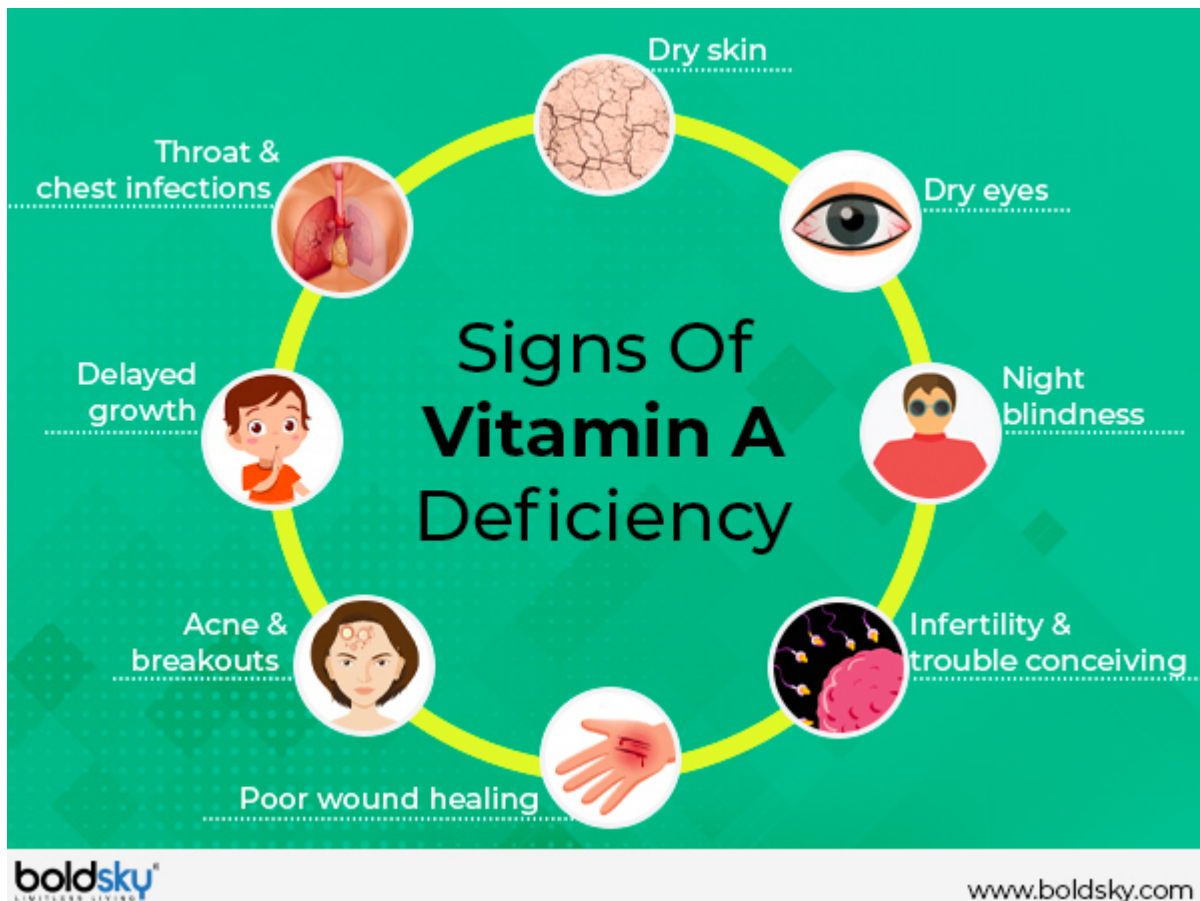 Signs Of
Vitamin A
Deficiency
Dry skin
Dry eyes
Night
blindness
Infertility &
trouble conceiving
Poor wound healing
Acne &
breakouts
Delayed
growth
Throat &
chest infections
boldsky®
LIMITLESS LIVING
www.boldsky.com